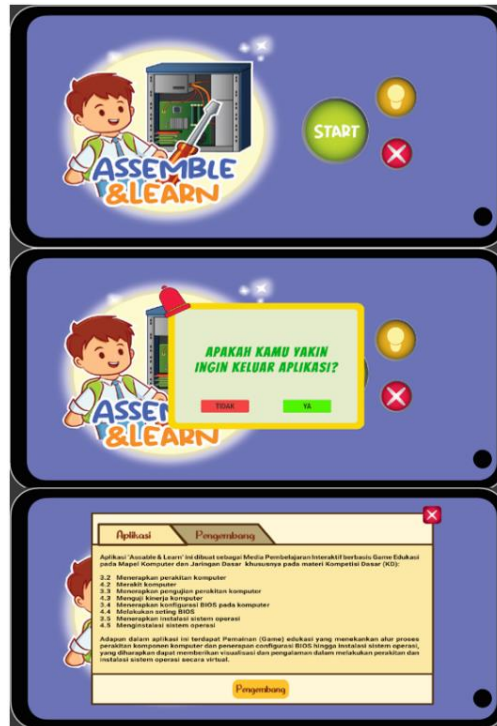 ASSEMBLE
&LEARN
START
APAKAH KAMU YAKIN
INGIN KELUAR APLIKASI?
TIDAK
YA
ASSEM
&LEARN
Aplikasi
Pengembang
Aplikasi 'Assable & Learn' ini dibuat sebagai Media Pembelajaran Interaktif berbasis Game Edukasi
pada Mapel Komputer dan Jaringan Dasar khususnya pada materi Kompetisi Dasar (KD):
3.2 Menerapkan perakitan komputer
4.2 Merakit komputer
3.3 Menerapkan pengujian perakitan komputer
4.3 Menguji kinerja komputer
3.4 Menerapkan konfigurasi BIOS pada komputer
4.4 Melakukan seting BIOS
3.5 Menerapkan instalasi sistem operasi
4.5 Menginstalasi sistem operasi
Adapun dalam aplikasi ini terdapat Pemainan (Game) edukasi yang menekankan alur proses
perakitan komponen komputer dan penerepan configurasi BIOS hingga instalasi sistem operasi,
yang diharapkan dapat memberikan visualisasi dan pengalaman dalam melakukan perakitan dan
instalasi sistem operasi secara virtual.
Pengembang